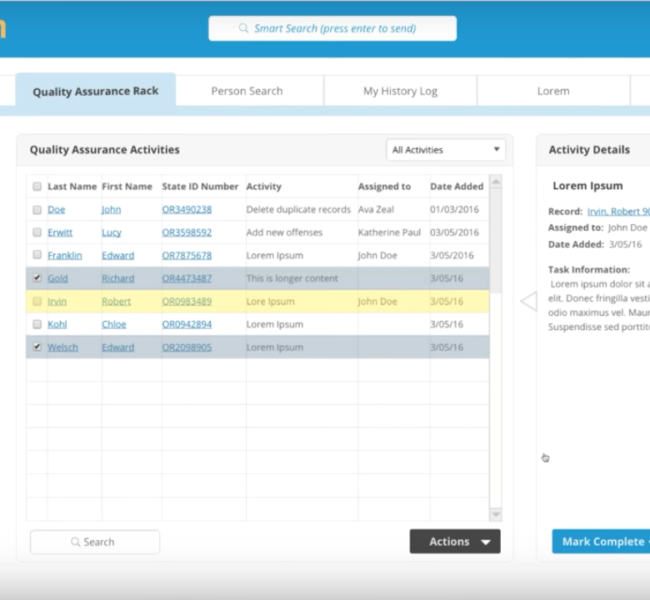 Smart Search (press enter to send)
Quality Assurance Rack Person Search My History Log Lorem
Quality Assurance Activities All Activities Activity Details
Last Name First Name State ID Number Activity Assigned to Date Added
Doe John OR3490238 Delete duplicate records Ava Zeal 01/03/2016
Erwitt Lucy OR3598592 Add new offenses Katherine Paul 03/05/2016
Franklin Edward OR7875678 Lorem Ipsum John Doe 3/05/2016
Gold Richard OR4473487 This is longer content 3/05/16
Irvin Robert OR0983489 Lore Ipsum John Doe 3/05/16
Kohl Chloe OR0942894 Lorem Ipsum 3/05/16
Welsch Edward OR2098905 Lorem Ipsum 3/05/16
Lorem Ipsum
Record: Irvin, Robert 90
Assigned to: John Doe
Date Added: 3/05/16
Task Information:
Lorem ipsum dolor sit a
elit. Donec fringilla vesti
odio maximus vel. Maur
Suspendisse sed porttit
Search Actions Mark Complete